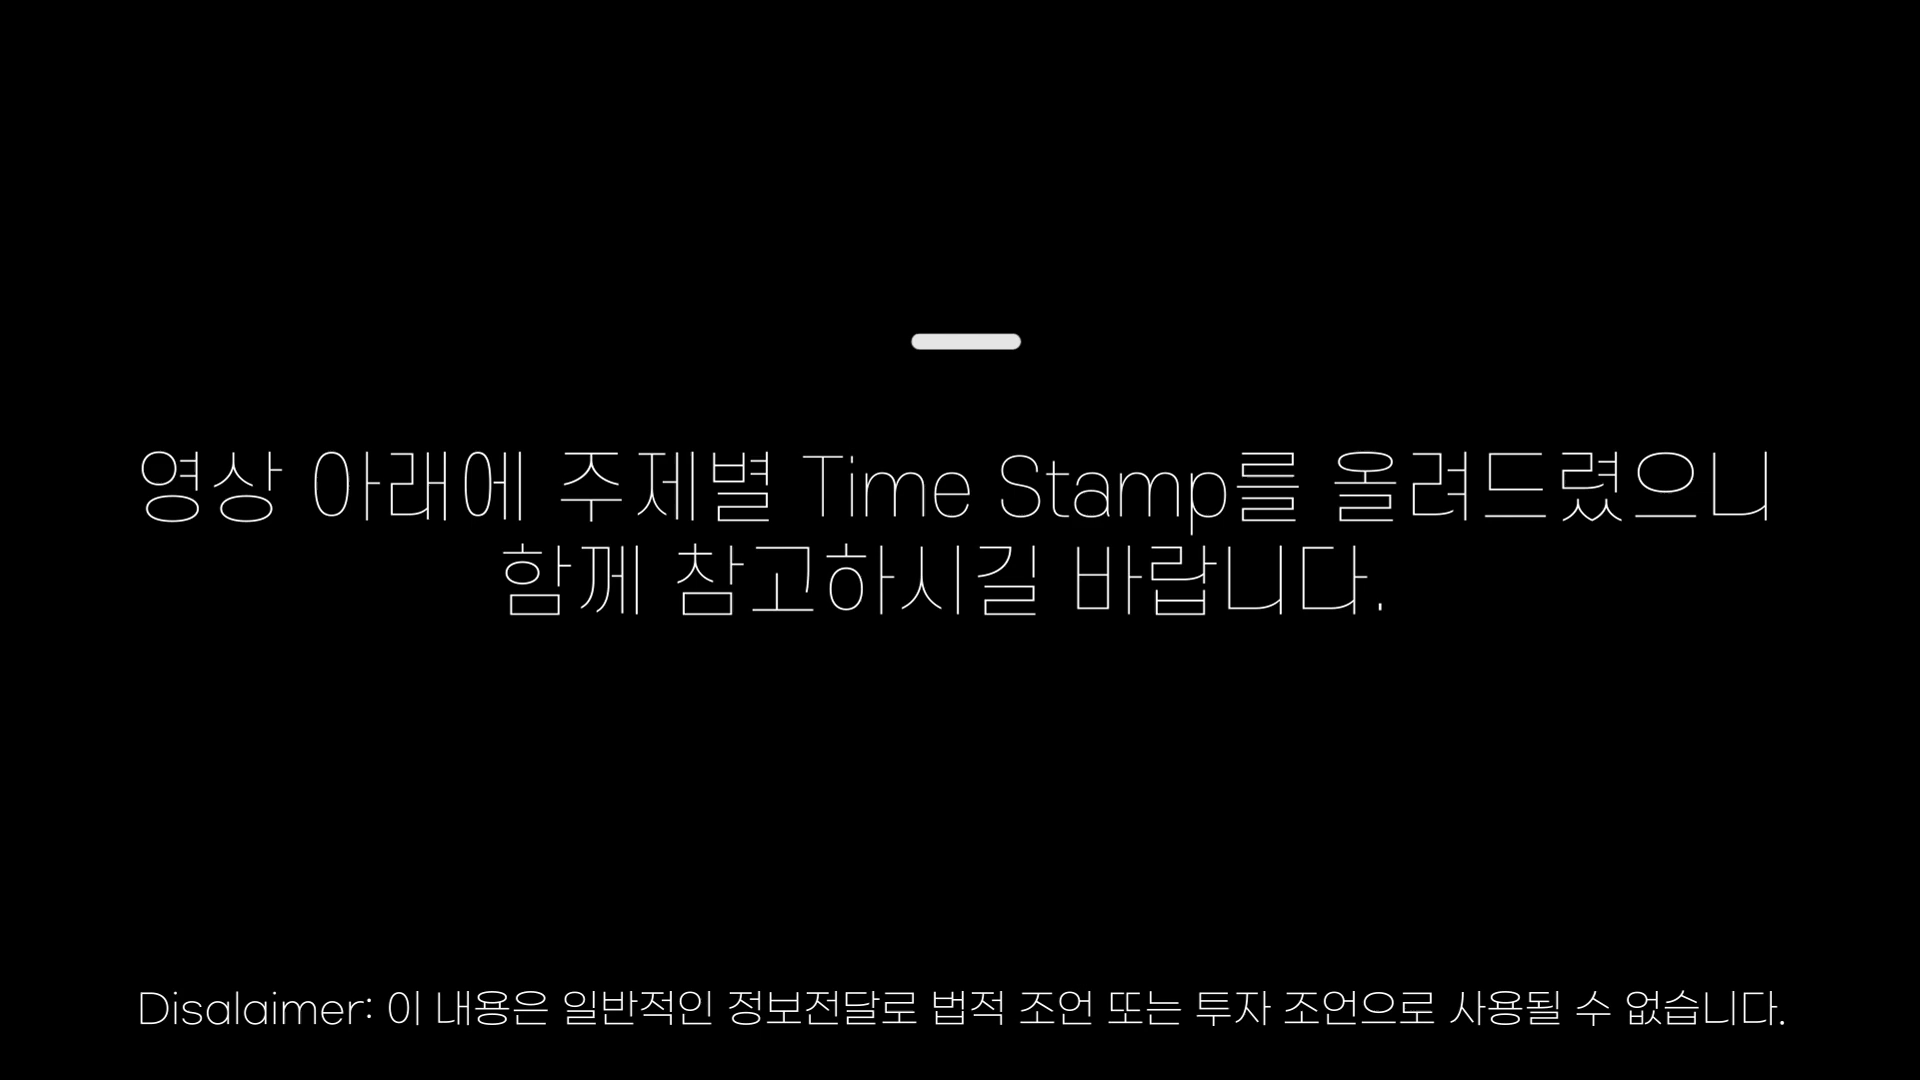 영상 아래에 주제별 Time Stamp를 올려드렸으니
함께 참고하시길 바랍니다.
Disalaimer: 이 내용은 일반적인 정보전달로 법적 조언 또는 투자 조언으로 사용될 수 없습니다.